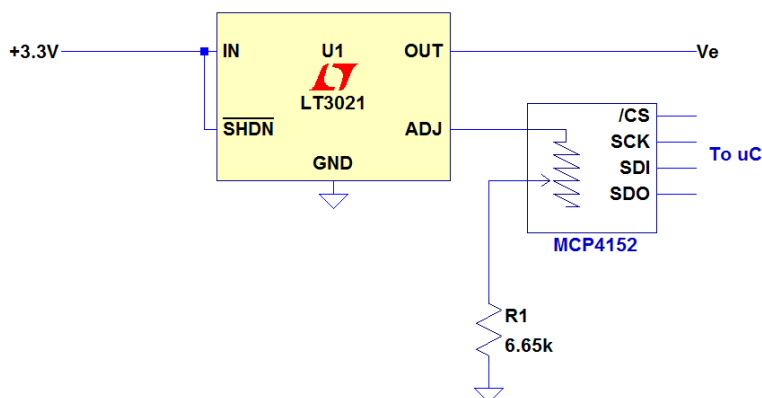 +3.3V
IN
U1
OUT
Ve
LT3021
SHDN
ADJ
GND
/CS
SCK
SDI
SDO
To uC
MCP4152
R1
6.65k